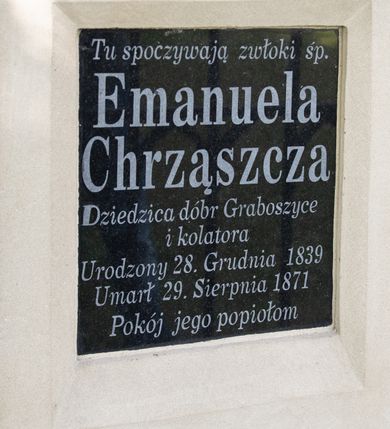 Tu spoczywają zwłoki śp.
Emanuela
Chrząszcza
Dziedzica dóbr Graboszyce
i kolatora
Urodzony 28. Grudnia 1839
Umarł 29. Sierpnia 1871
Pokój jego popiołom